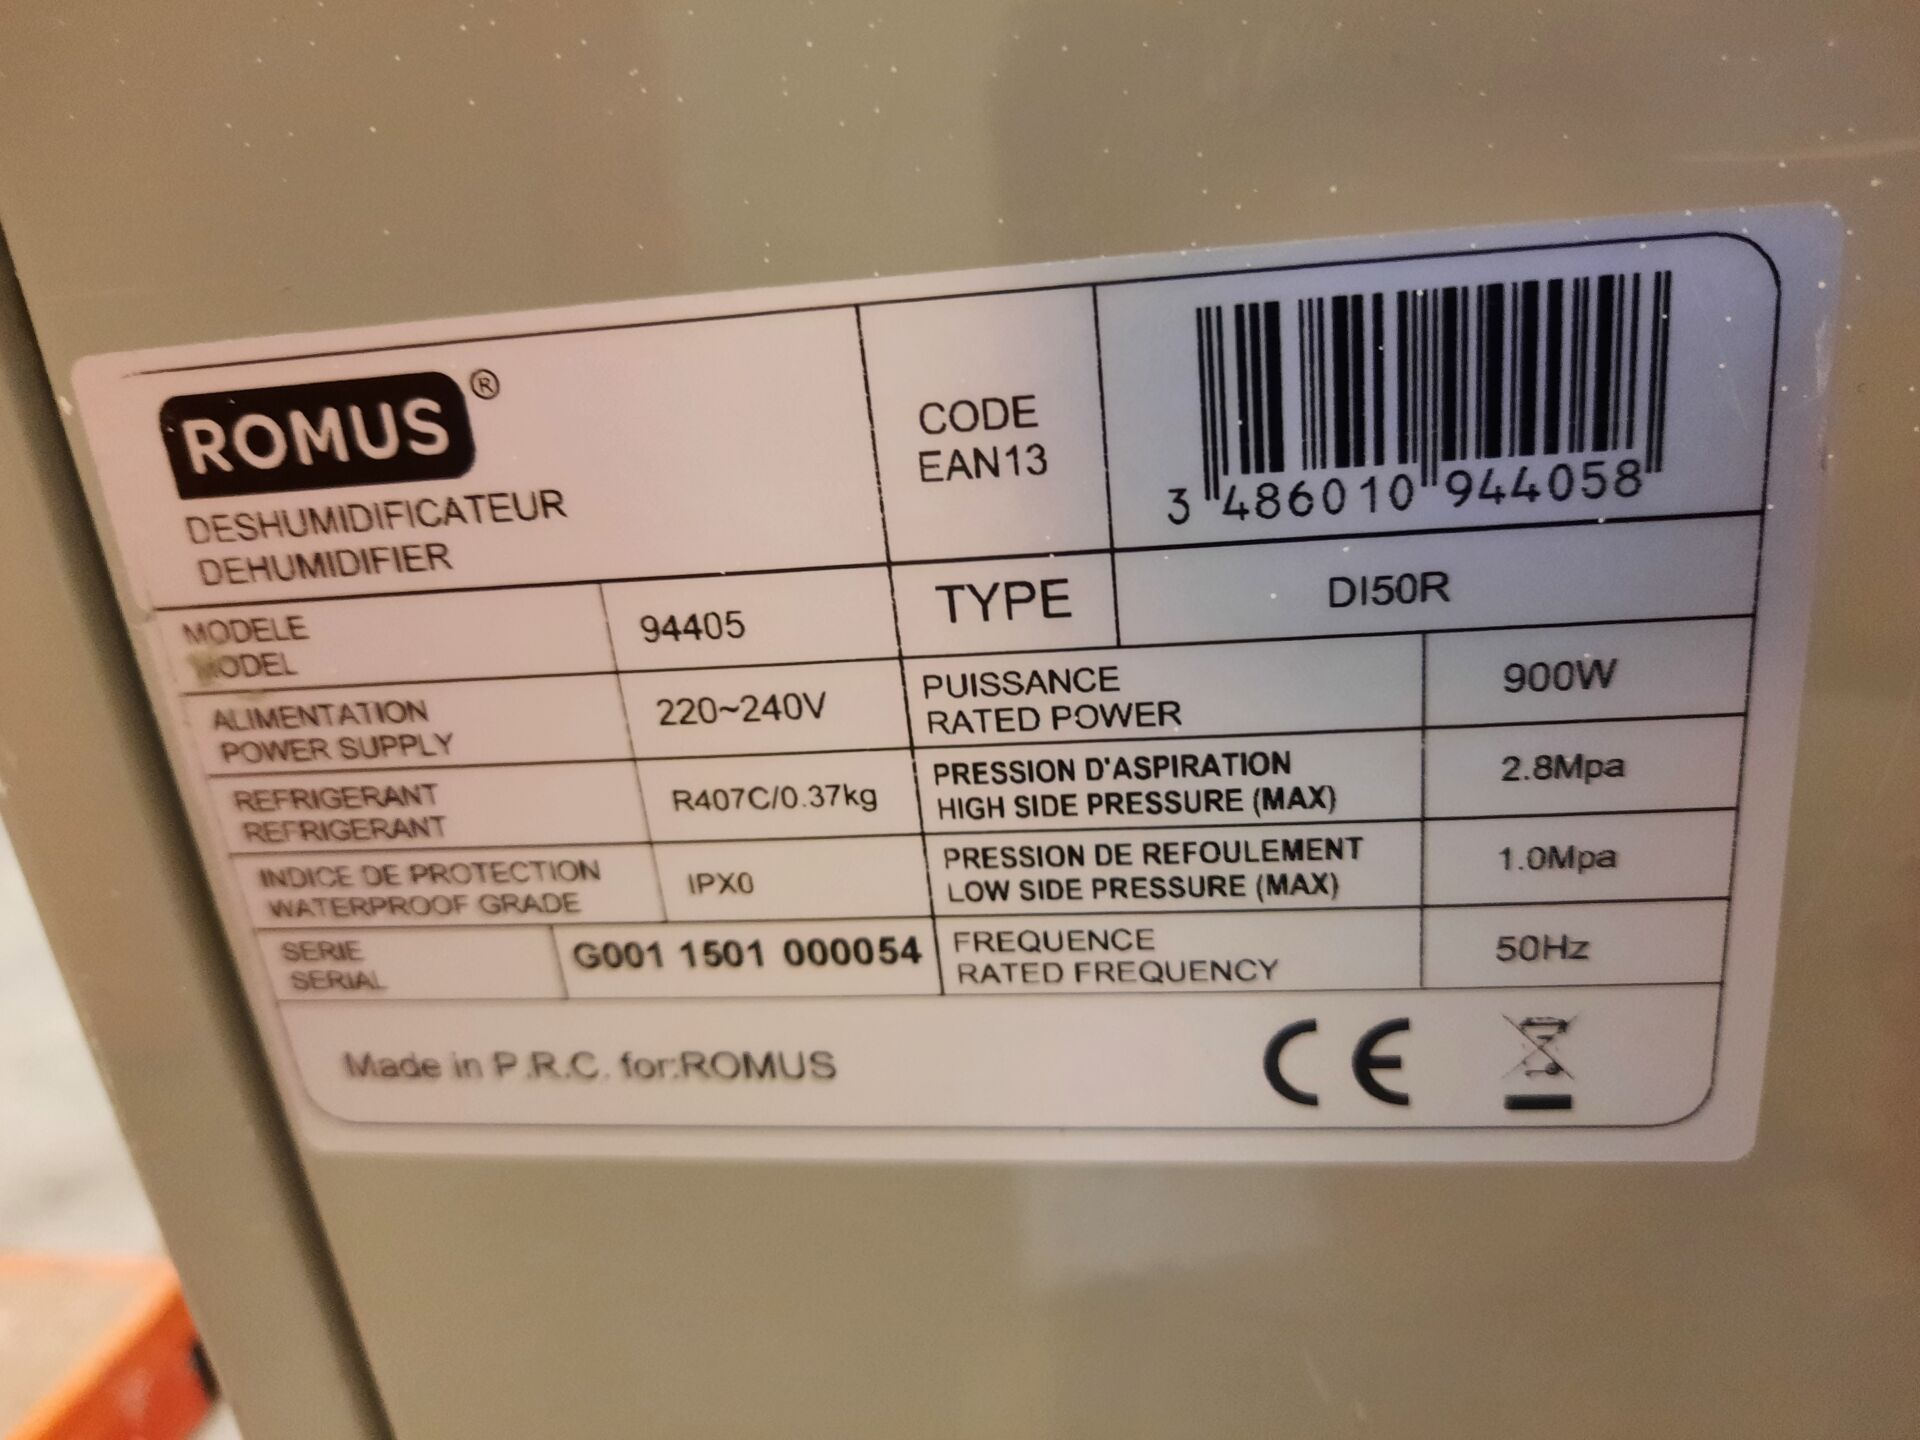 ROMUS®
DESHUMIDIFICATEUR
DEHUMIDIFIER
CODE
EAN13
3 486010 944058
MODELE
MODEL
94405
TYPE
DI50R
ALIMENTATION
POWER SUPPLY
220~240V
PUISSANCE
RATED POWER
900W
REFRIGERANT
REFRIGERANT
R407C/0.37kg
PRESSION D'ASPIRATION
HIGH SIDE PRESSURE (MAX)
2.8Mpa
INDICE DE PROTECTION
WATERPROOF GRADE
IPX0
PRESSION DE REFOULEMENT
LOW SIDE PRESSURE (MAX)
1.0Mpa
SERIE
SERIAL
G001 1501 000054
FREQUENCE
RATED FREQUENCY
50Hz
Made in P.R.C. for:ROMUS
CE